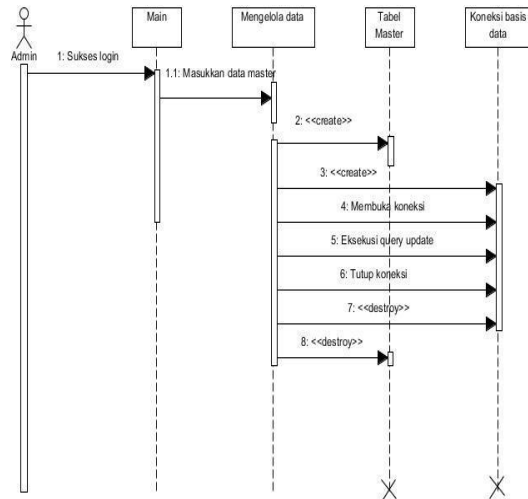 Main
Mengelola data
Tabel
Master
Koneksi basis
data
Admin
1: Sukses login
1.1: Masukkan data master
2: <<create>>
3: <<create>>
4: Membuka koneksi
5: Eksekusi query update
6: Tutup koneksi
7: <<destroy>>
8: <<destroy>>